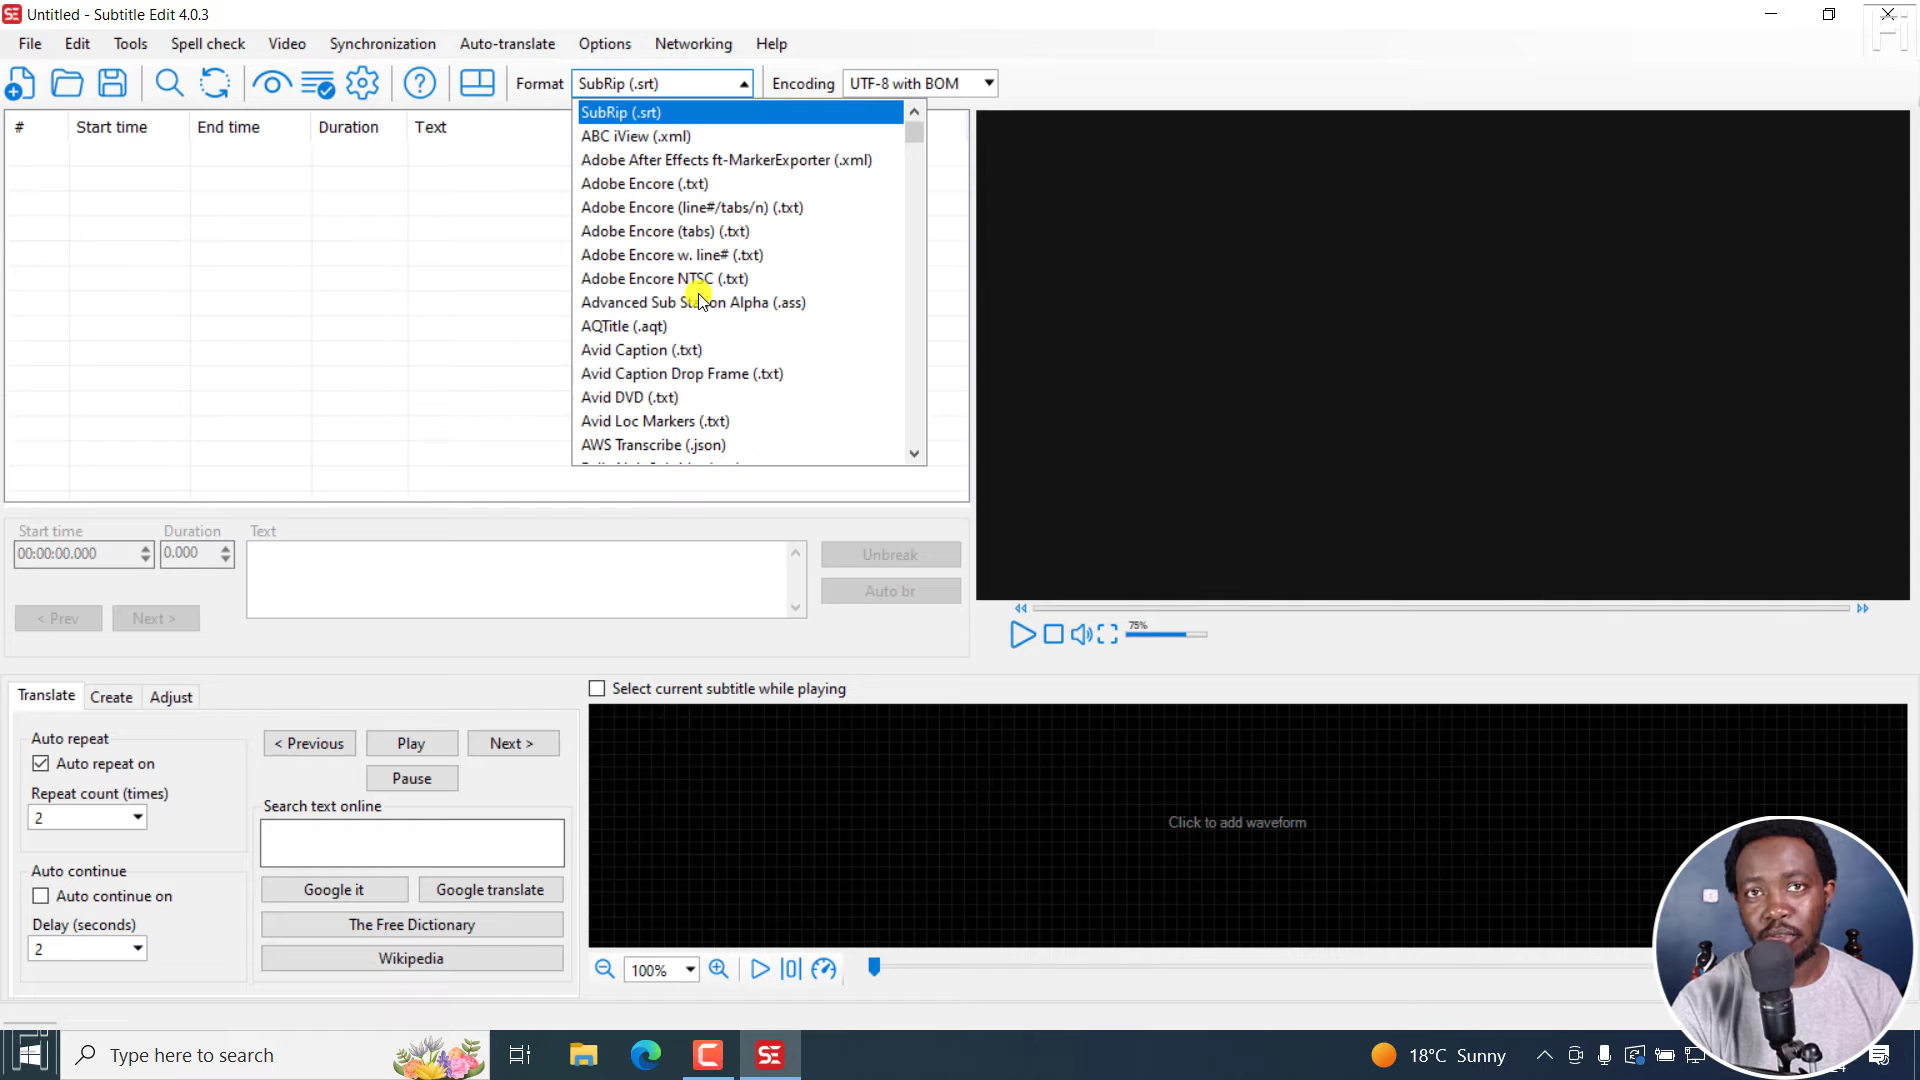 Untitled - Subtitle Edit 4.0.3
File Edit Tools Spell check Video Synchronization Auto-translate Options Networking Help
Format SubRip (.srt) Encoding UTF-8 with BOM
# Start time End time Duration Text
SubRip (.srt)
ABC iView (.xml)
Adobe After Effects ft-MarkerExporter (.xml)
Adobe Encore (.txt)
Adobe Encore (line#/tabs/n) (.txt)
Adobe Encore (tabs) (.txt)
Adobe Encore w. line# (.txt)
Adobe Encore NTSC (.txt)
Advanced Sub Station Alpha (.ass)
AQTitle (.aqt)
Avid Caption (.txt)
Avid Caption Drop Frame (.txt)
Avid DVD (.txt)
Avid Loc Markers (.txt)
AWS Transcribe (.json)
Start time Duration Text
00:00:00.000 0.000
Unbreak
Auto br
< Prev Next >
75%
Translate Create Adjust
Select current subtitle while playing
Auto repeat
Auto repeat on
Repeat count (times)
2
Auto continue
Auto continue on
Delay (seconds)
2
< Previous Play Next >
Pause
Search text online
Google it Google translate
The Free Dictionary
Wikipedia
Click to add waveform
100%
Type here to search
18°C Sunny